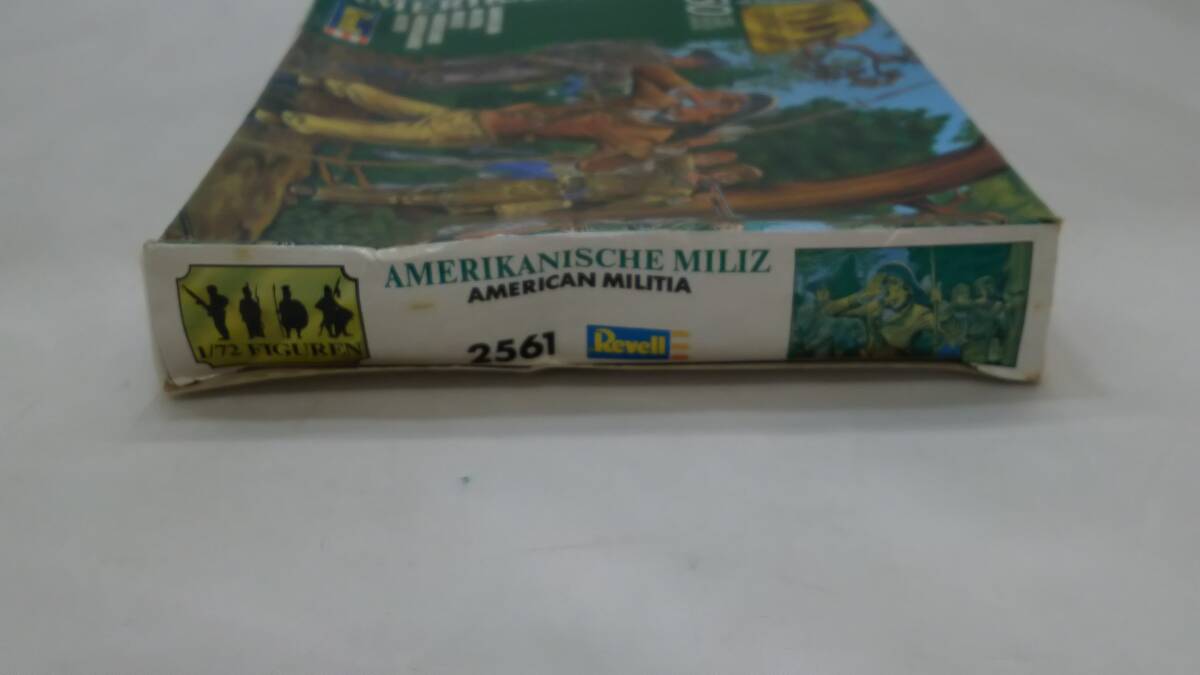 AMERIKANISCHE MILIZ
AMERICAN MILITIA
1/72 FIGUREN
2561
Revell